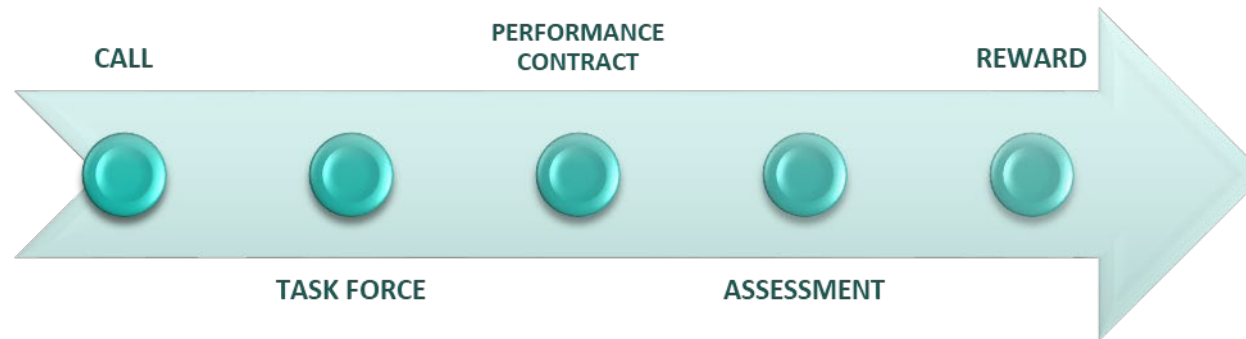 CALL
TASK FORCE
PERFORMANCE
CONTRACT
ASSESSMENT
REWARD